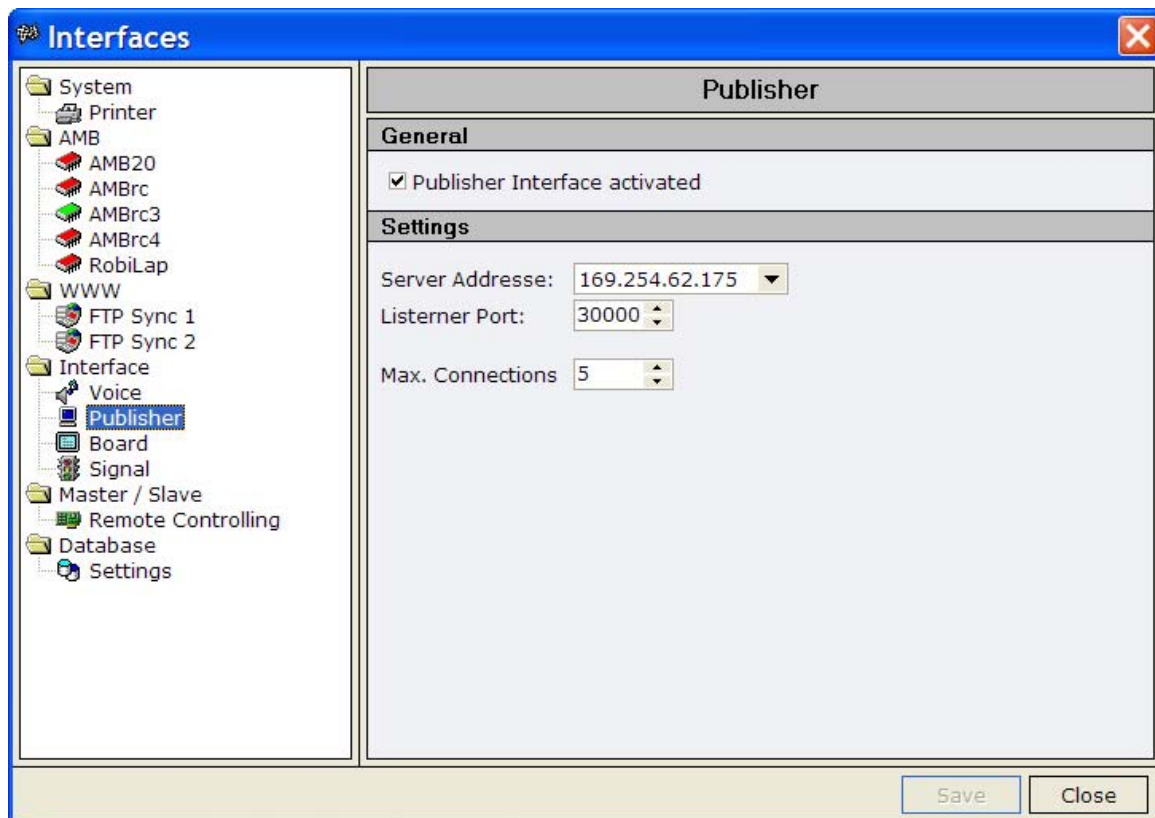 Interfaces
System
Printer
AMB
AMB20
AMBrc
AMBrc3
AMBrc4
RobiLap
WWW
FTP Sync 1
FTP Sync 2
Interface
Voice
Publisher
Board
Signal
Master / Slave
Remote Controlling
Database
Settings
Publisher
General
Publisher Interface activated
Settings
Server Addresse: 169.254.62.175
Listerner Port: 30000
Max. Connections 5
Save Close